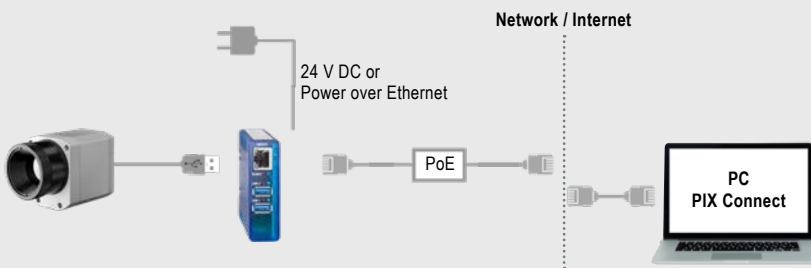 Network / Internet
24 V DC or
Power over Ethernet
PoE
PC
PIX Connect